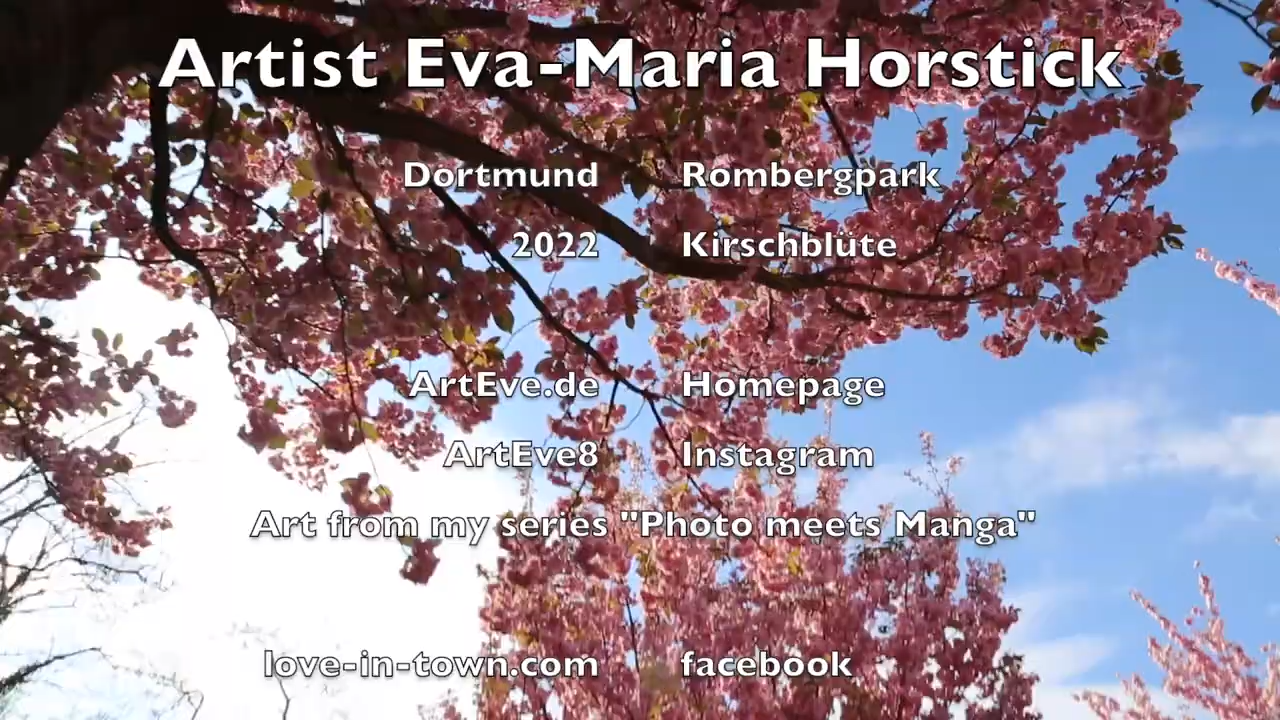 Artist Eva-Maria Horstick
Dortmund Rombergpark
2022 Kirschblüte
ArtEve.de Homepage
ArtEve8 Instagram
Art from my series "Photo meets Manga"
love-in-town.com facebook